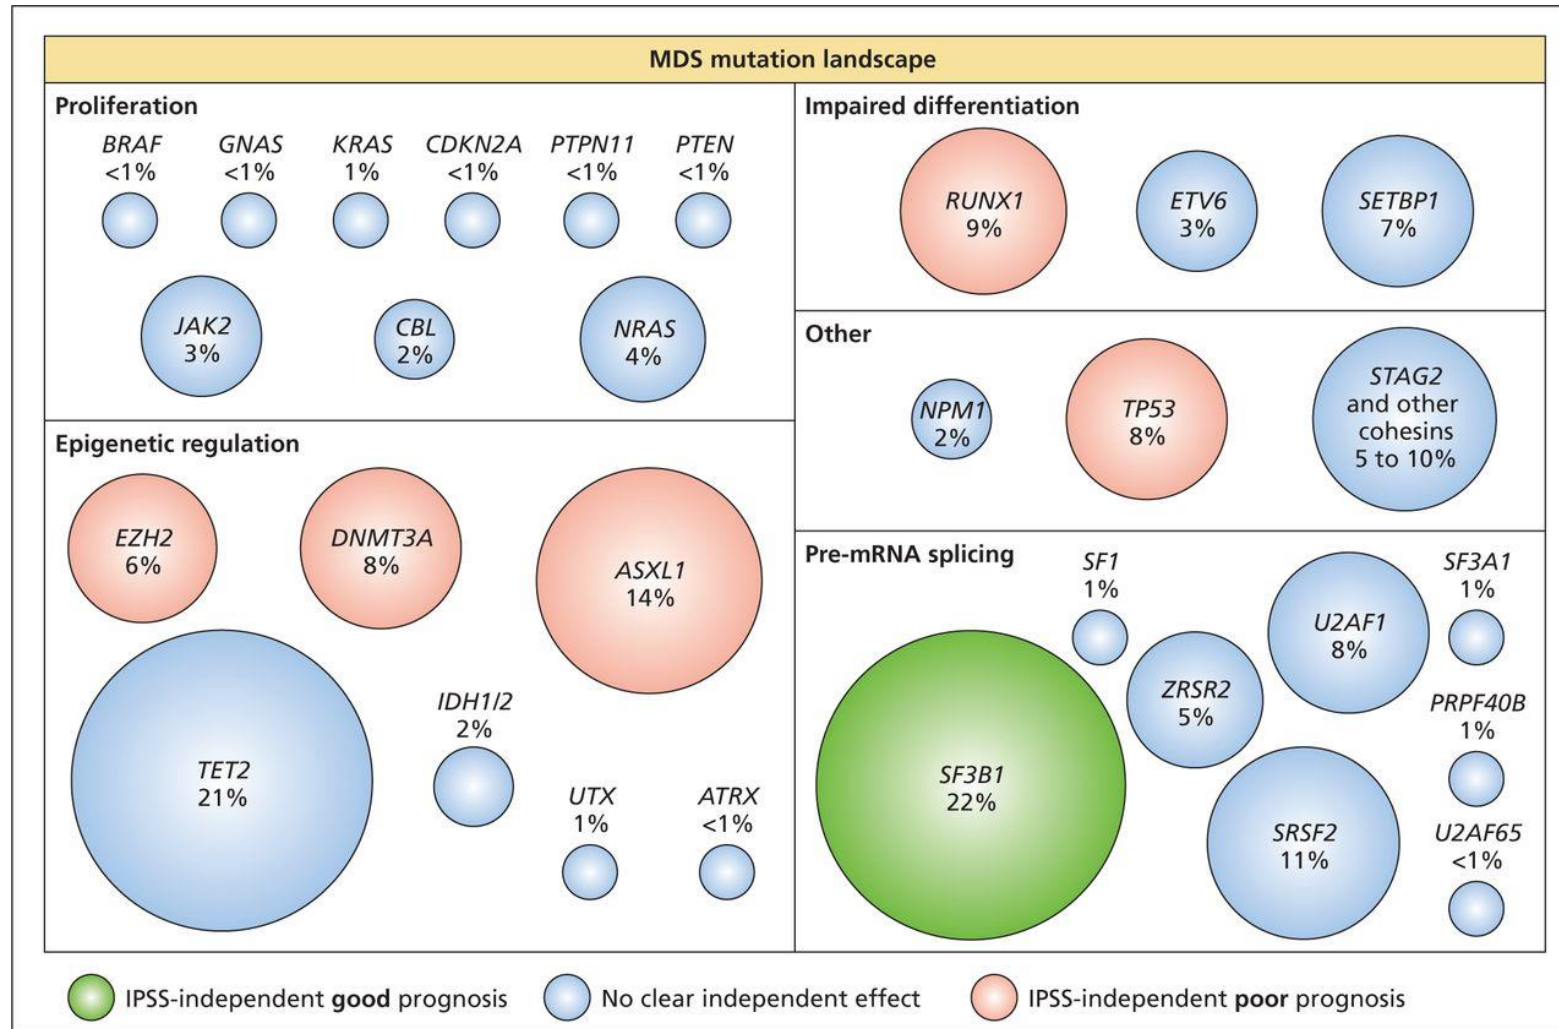 MDS mutation landscape
Proliferation
BRAF
<1%
GNAS
<1%
KRAS
1%
CDKN2A
<1%
PTPN11
<1%
PTEN
<1%
JAK2
3%
CBL
2%
NRAS
4%
Epigenetic regulation
EZH2
6%
DNMT3A
8%
ASXL1
14%
TET2
21%
IDH1/2
2%
UTX
1%
ATRX
<1%
Impaired differentiation
RUNX1
9%
ETV6
3%
SETBP1
7%
Other
NPM1
2%
TP53
8%
STAG2
and other
cohesins
5 to 10%
Pre-mRNA splicing
SF1
1%
U2AF1
8%
SF3A1
1%
ZRSR2
5%
PRPF40B
1%
SF3B1
22%
SRSF2
11%
U2AF65
<1%
IPSS-independent good prognosis
No clear independent effect
IPSS-independent poor prognosis